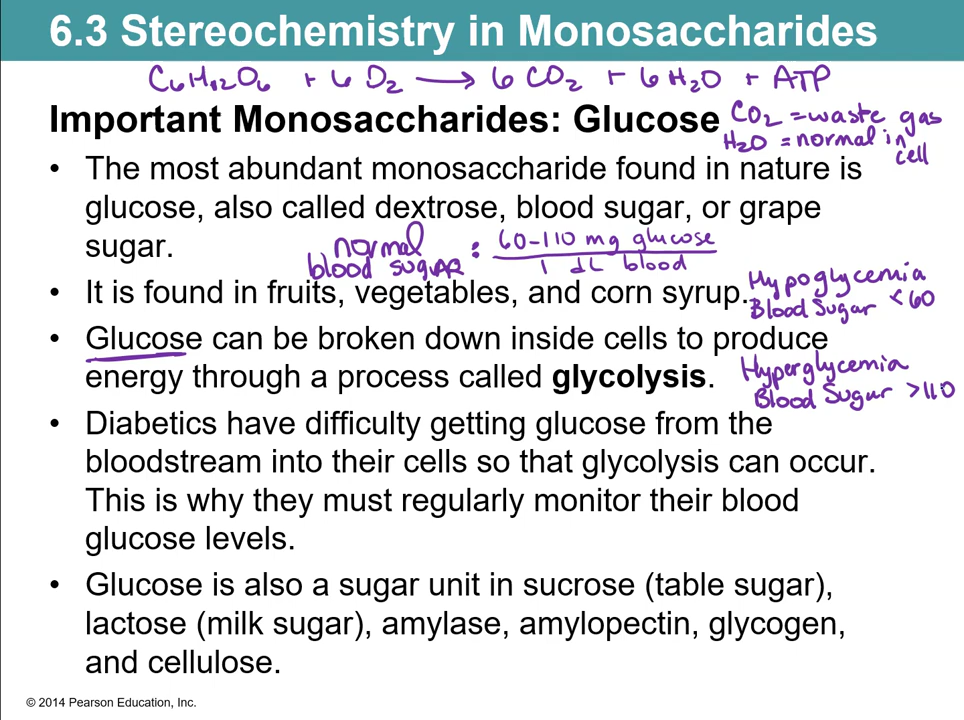 6.3 Stereochemistry in Monosaccharides
C6H12O6 + 6 O2 → 6 CO2 + 6 H2O + ATP
Important Monosaccharides: Glucose
CO2 = waste gas
H2O = normal in cell
• The most abundant monosaccharide found in nature is
glucose, also called dextrose, blood sugar, or grape
sugar.
normal
blood sugar : 60-110 mg glucose
1 dL blood
• It is found in fruits, vegetables, and corn syrup.
Hypoglycemia
Blood Sugar <60
• Glucose can be broken down inside cells to produce
energy through a process called glycolysis.
Hyperglycemia
Blood Sugar >110
• Diabetics have difficulty getting glucose from the
bloodstream into their cells so that glycolysis can occur.
This is why they must regularly monitor their blood
glucose levels.
• Glucose is also a sugar unit in sucrose (table sugar),
lactose (milk sugar), amylase, amylopectin, glycogen,
and cellulose.
© 2014 Pearson Education, Inc.